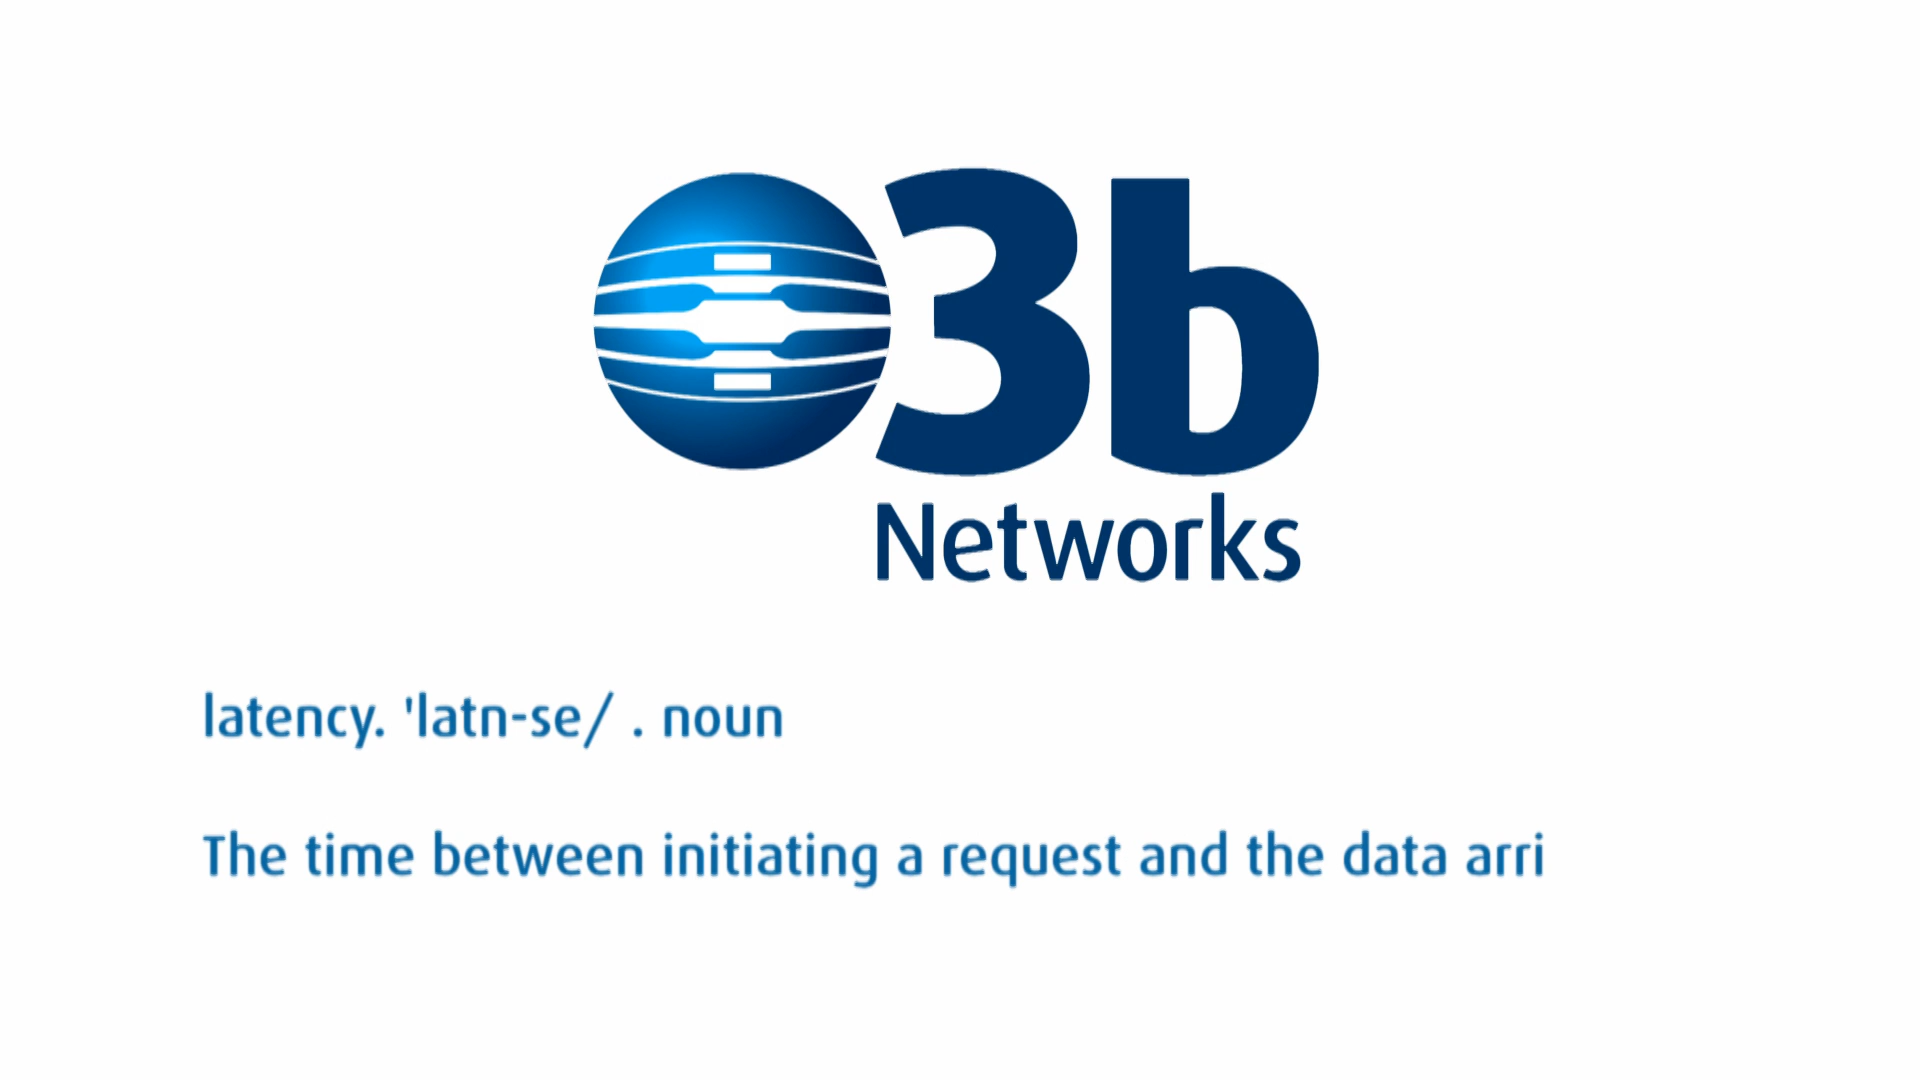 O3b
Networks
latency. 'latn-se/ . noun
The time between initiating a request and the data arri